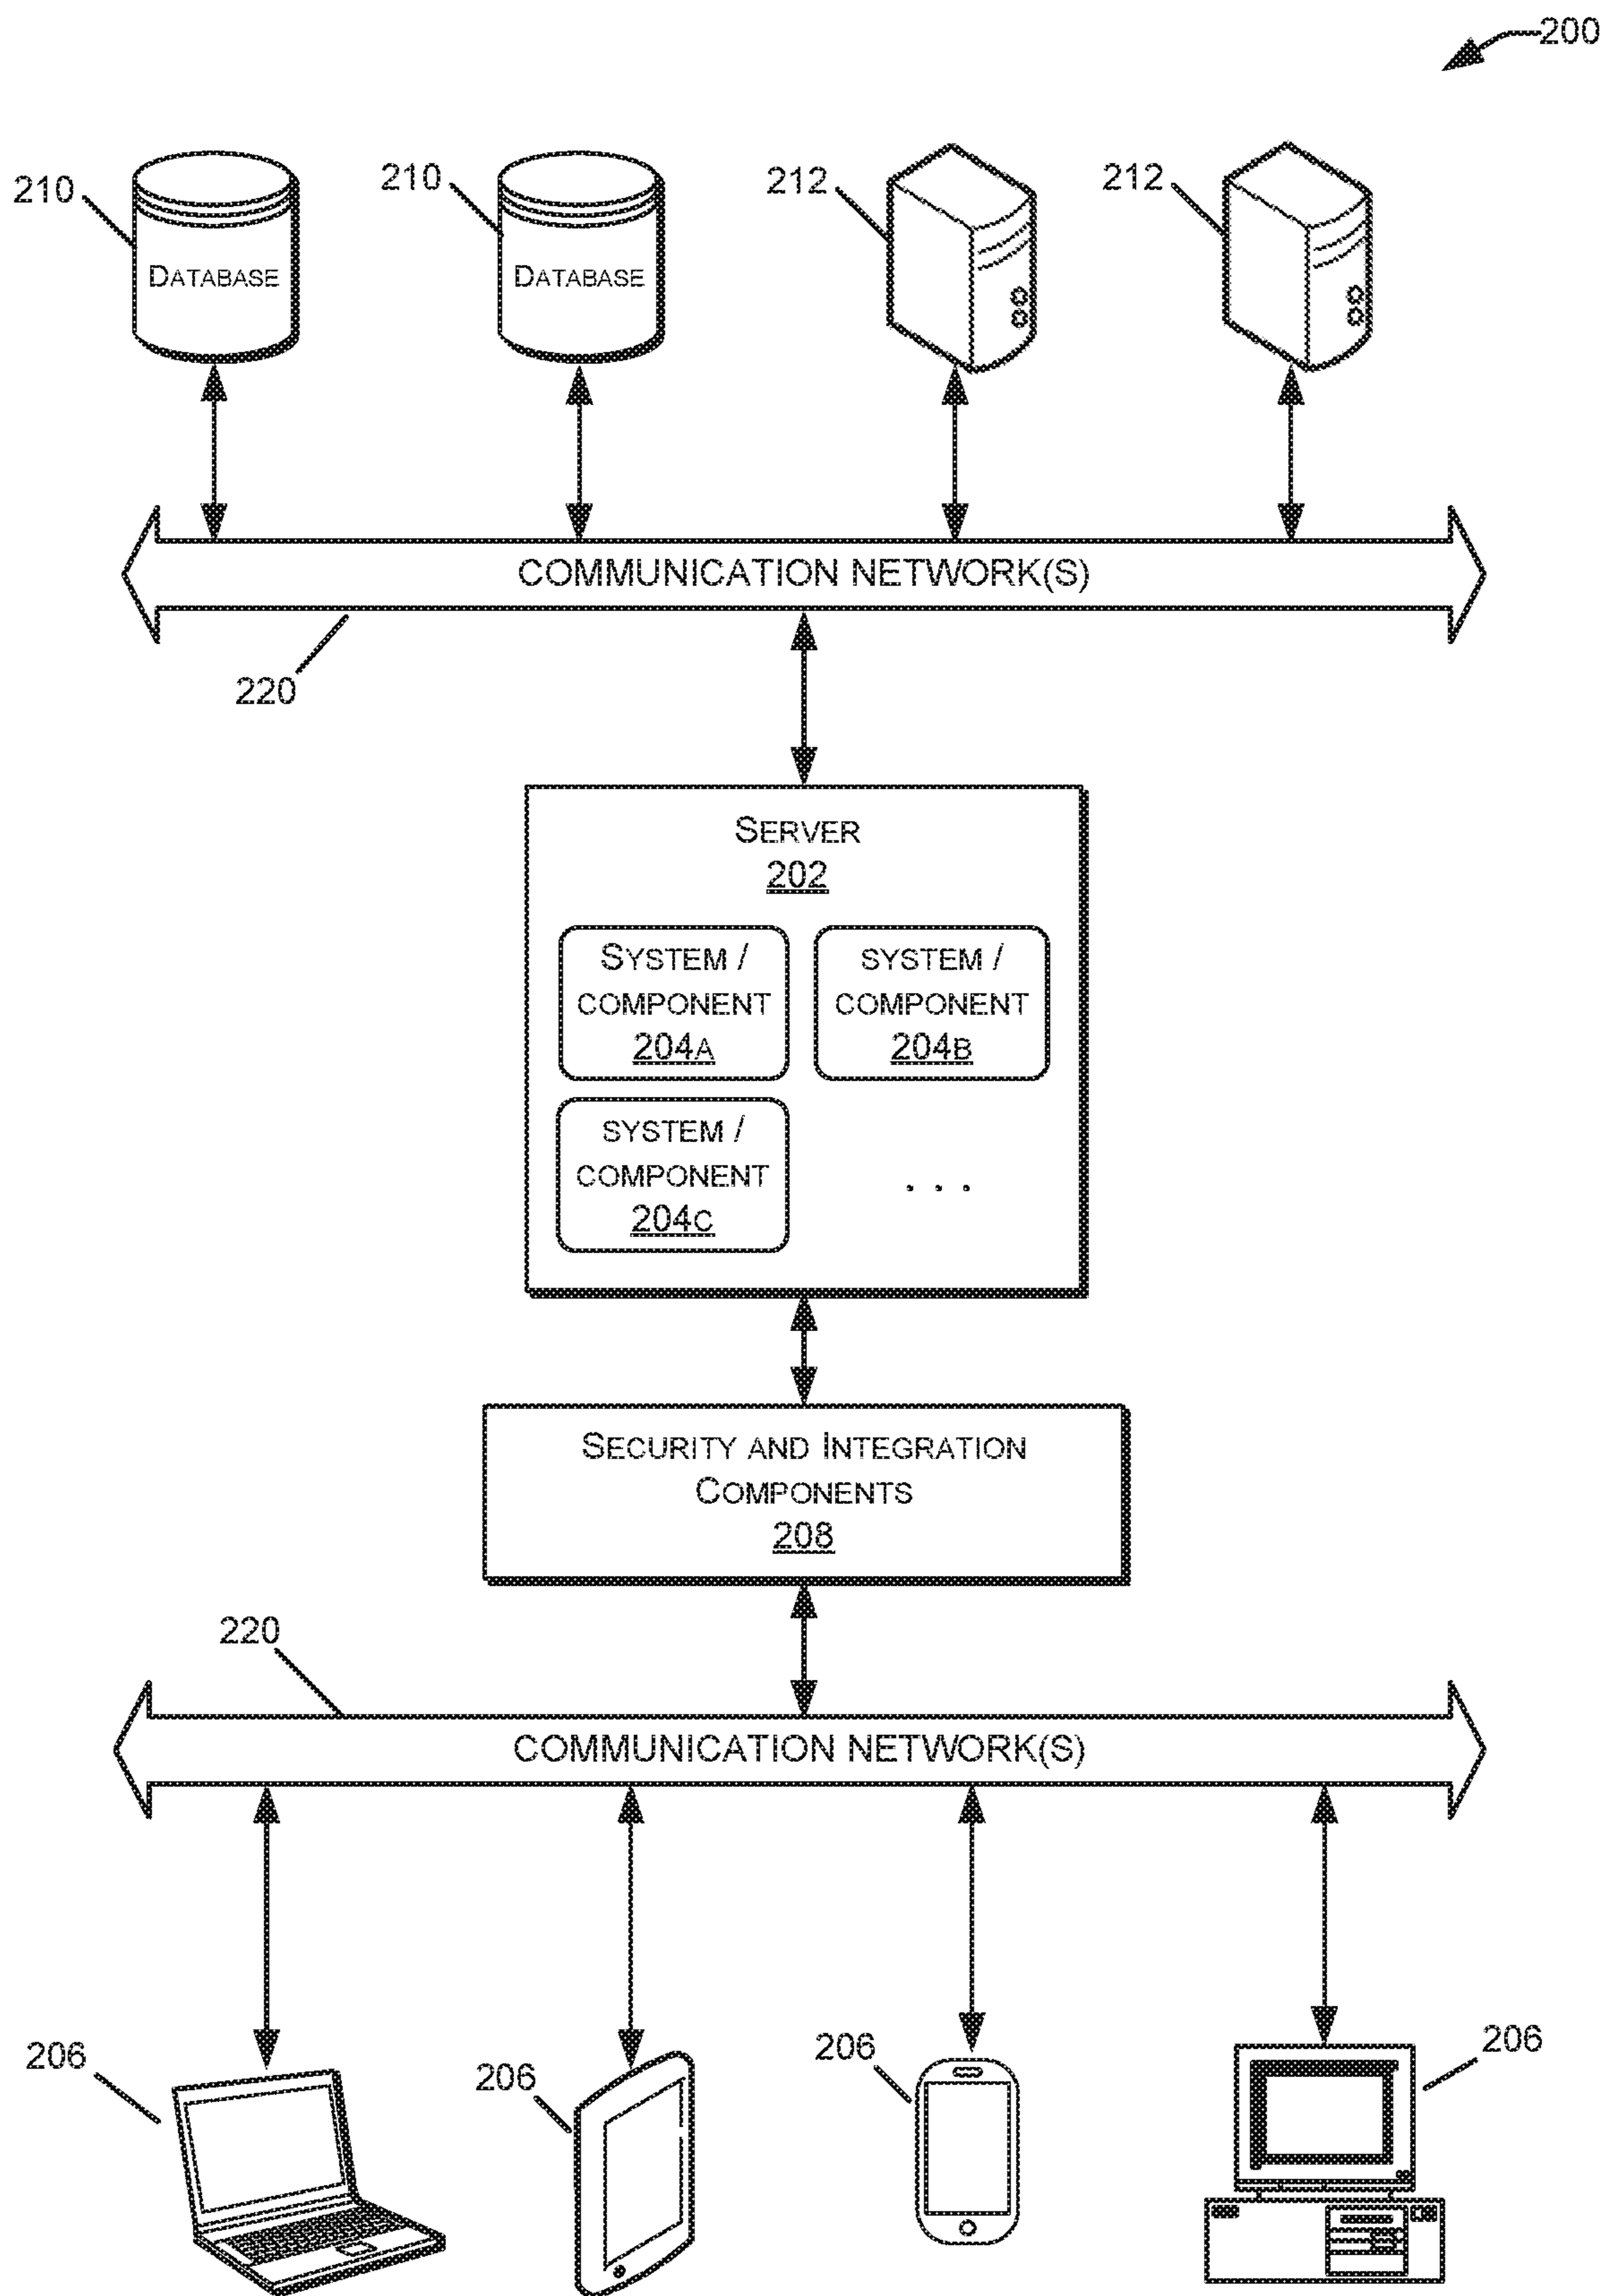 200
210
210
212
212
DATABASE
DATABASE
COMMUNICATION NETWORK(S)
220
SERVER
202
SYSTEM /
COMPONENT
204A
SYSTEM /
COMPONENT
204B
SYSTEM /
COMPONENT
204C
. . .
SECURITY AND INTEGRATION
COMPONENTS
208
220
COMMUNICATION NETWORK(S)
206
206
206
206